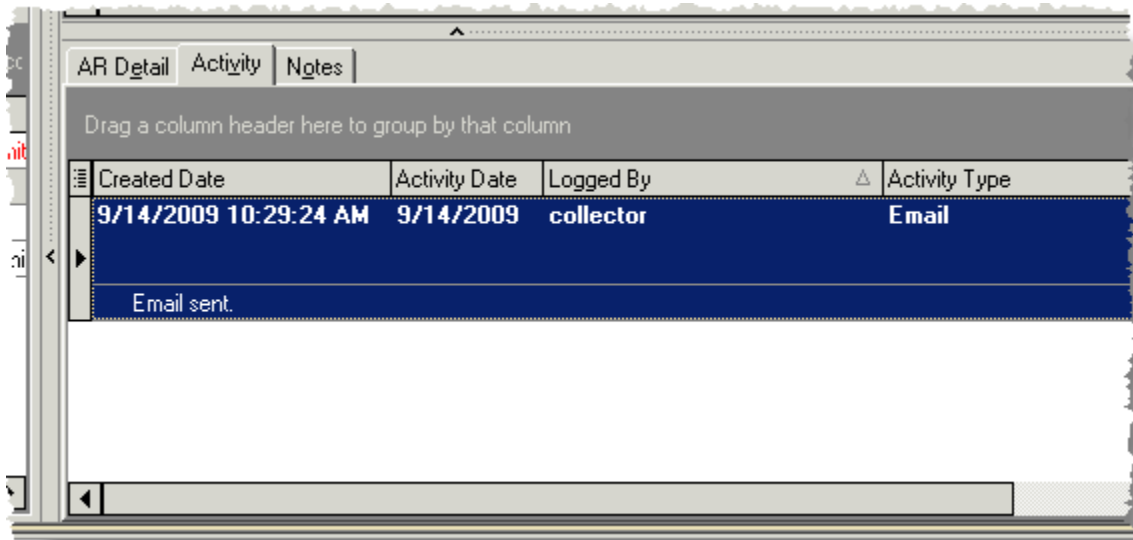 AR Detail Activity Notes
Drag a column header here to group by that column
Created Date Activity Date Logged By Activity Type
9/14/2009 10:29:24 AM 9/14/2009 collector Email
Email sent.